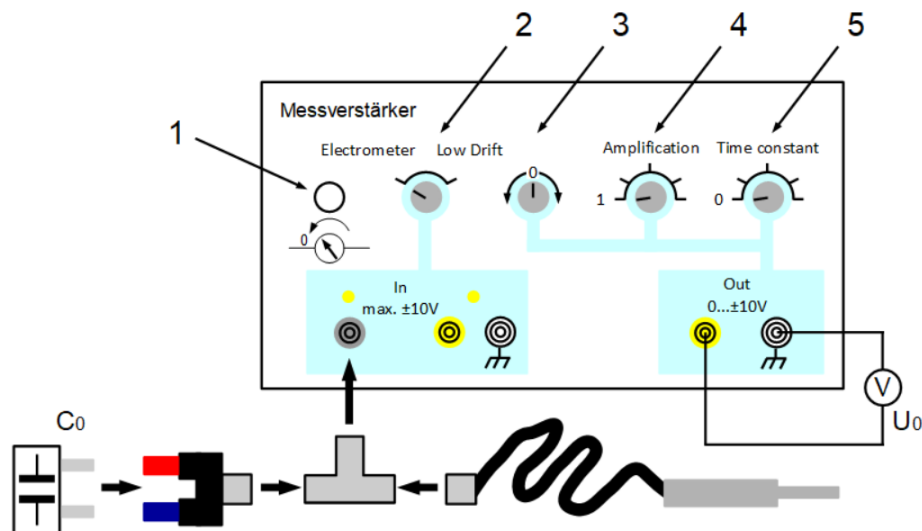 2 3 4 5
1
Messverstärker
Electrometer Low Drift 0 Amplification Time constant
1 0
0
In
max. ±10V
Out
0...±10V
V
U0
C0